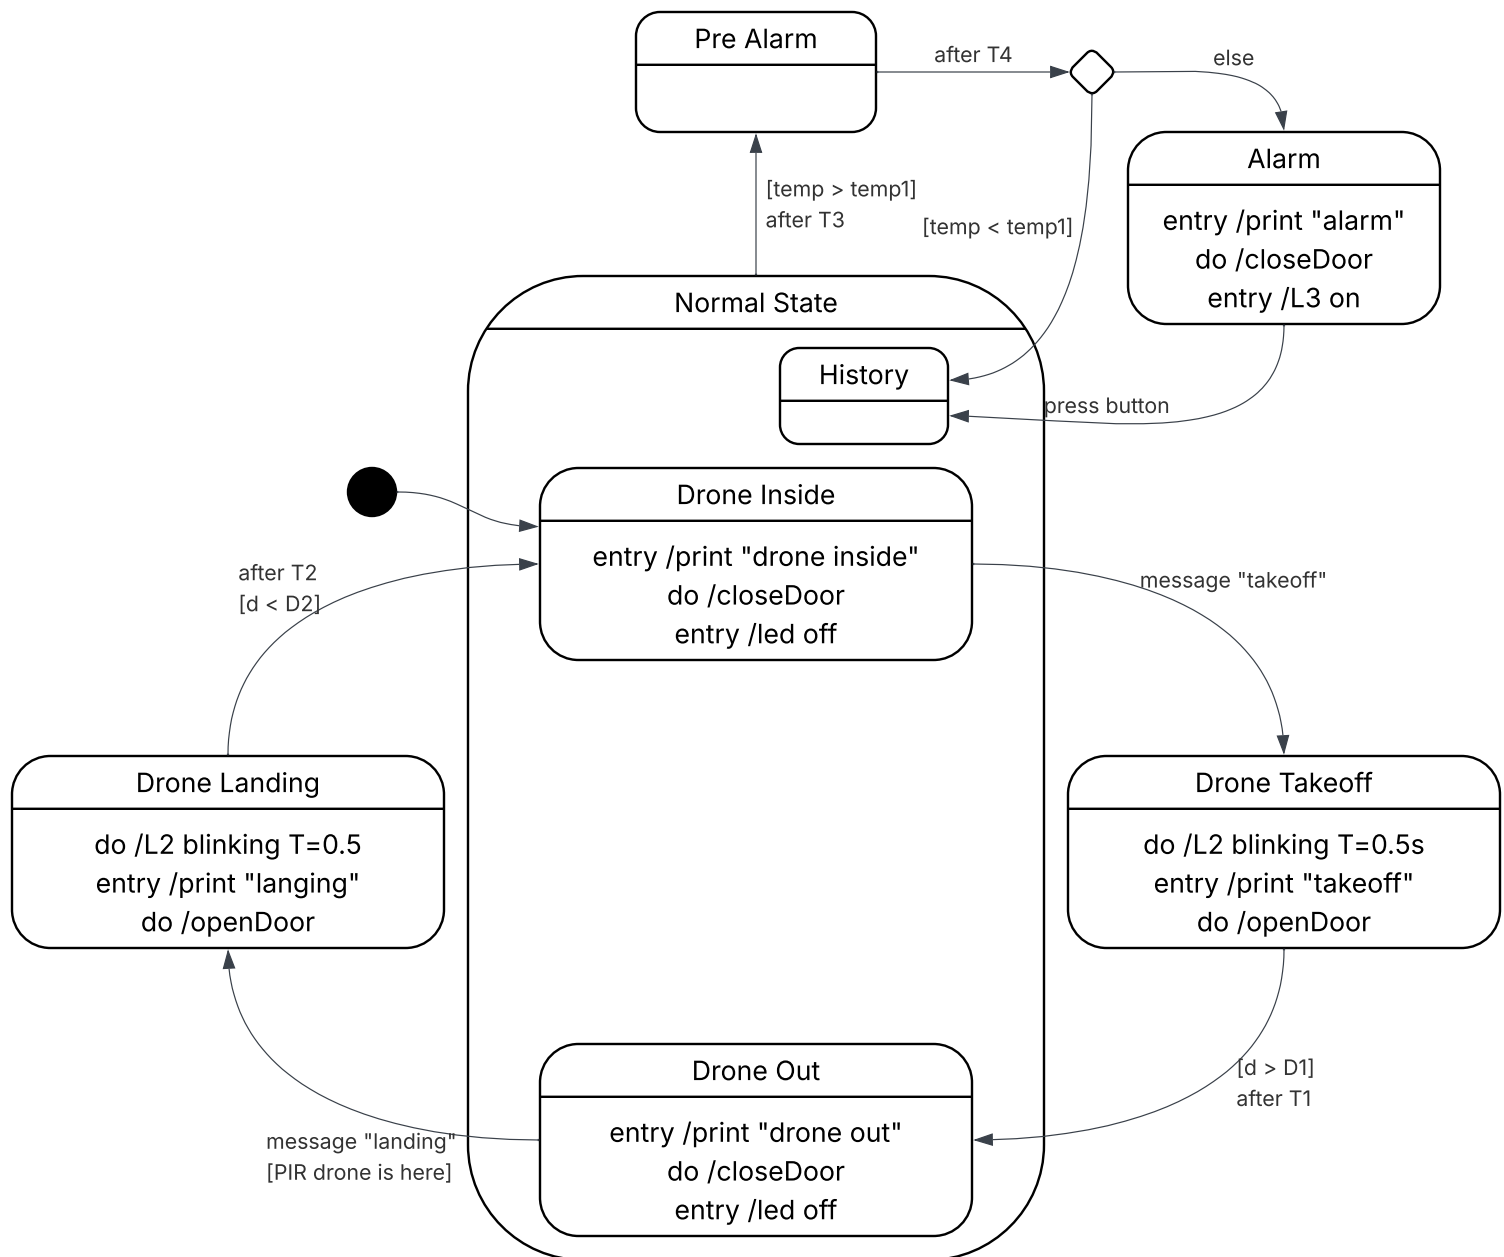 Pre Alarm
after T4
else
Alarm
entry /print "alarm"
do /closeDoor
entry /L3 on
[temp > temp1]
after T3
[temp < temp1]
Normal State
History
press button
Drone Inside
entry /print "drone inside"
do /closeDoor
entry /led off
after T2
[d < D2]
message "takeoff"
Drone Landing
do /L2 blinking T=0.5
entry /print "langing"
do /openDoor
Drone Takeoff
do /L2 blinking T=0.5s
entry /print "takeoff"
do /openDoor
[d > D1]
after T1
Drone Out
entry /print "drone out"
do /closeDoor
entry /led off
message "landing"
[PIR drone is here]